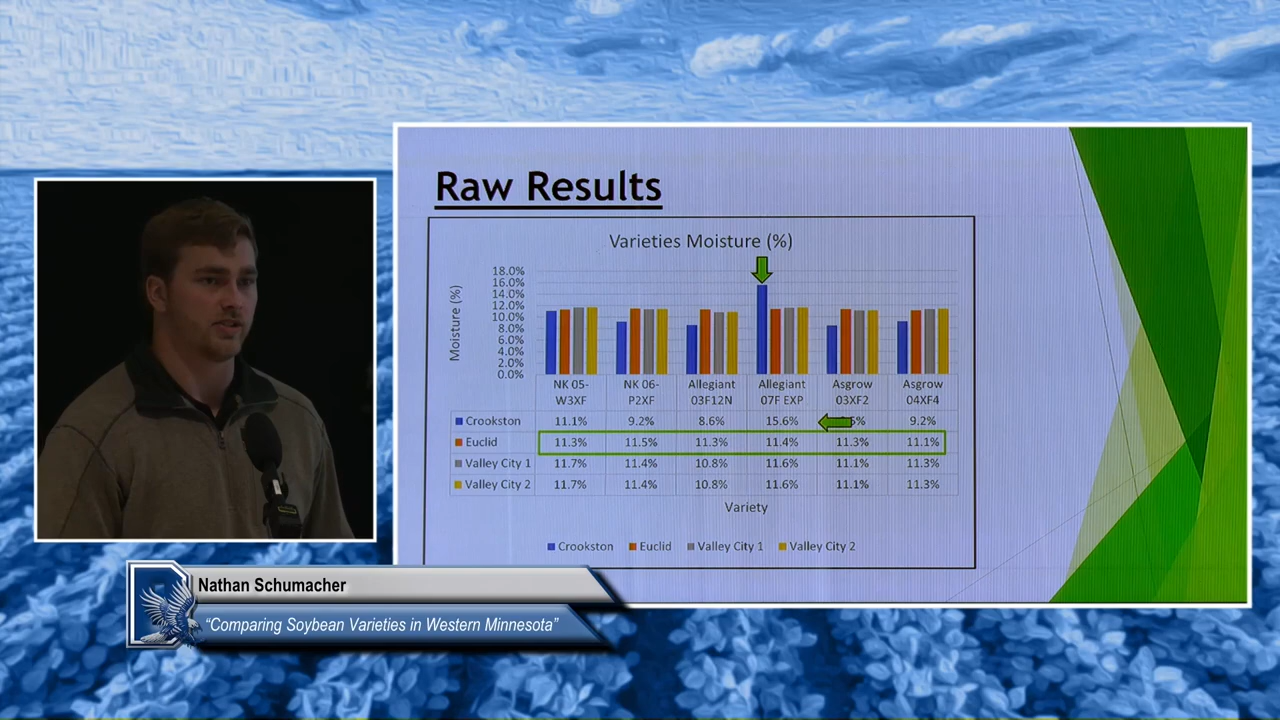 Raw Results
Varieties Moisture (%)
Moisture (%)
18.0%
16.0%
14.0%
12.0%
10.0%
8.0%
6.0%
4.0%
2.0%
0.0%
NK 05-W3XF NK 06-P2XF Allegiant 03F12N Allegiant 07F EXP Asgrow 03XF2 Asgrow 04XF4
Crookston 11.1% 9.2% 8.6% 15.6% 9.2%
Euclid 11.3% 11.5% 11.3% 11.4% 11.3% 11.1%
Valley City 1 11.7% 11.4% 10.8% 11.6% 11.1% 11.3%
Valley City 2 11.7% 11.4% 10.8% 11.6% 11.1% 11.3%
Variety
Crookston Euclid Valley City 1 Valley City 2
Nathan Schumacher
“Comparing Soybean Varieties in Western Minnesota”